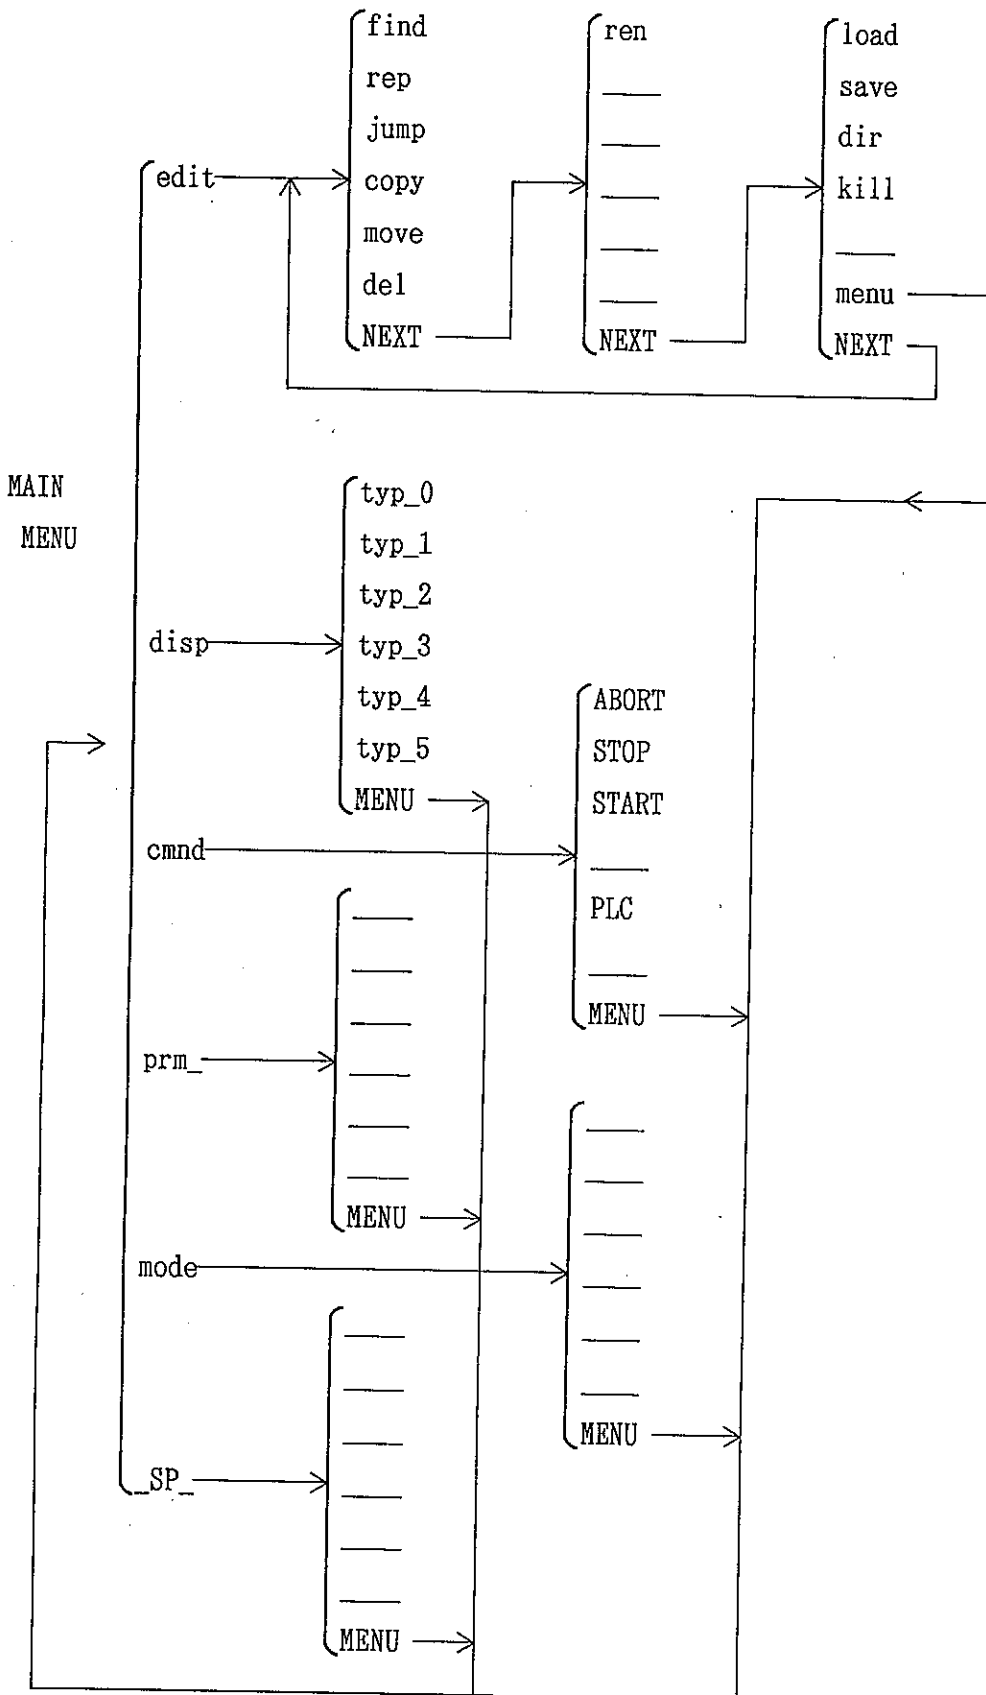 find
rep
jump
copy
move
del
NEXT
ren
NEXT
load
save
dir
kill
menu
NEXT
edit
MAIN
MENU
typ_0
typ_1
typ_2
typ_3
typ_4
typ_5
MENU
disp
ABORT
STOP
START
PLC
MENU
cmnd
prm_
MENU
mode
MENU
_SP_
MENU